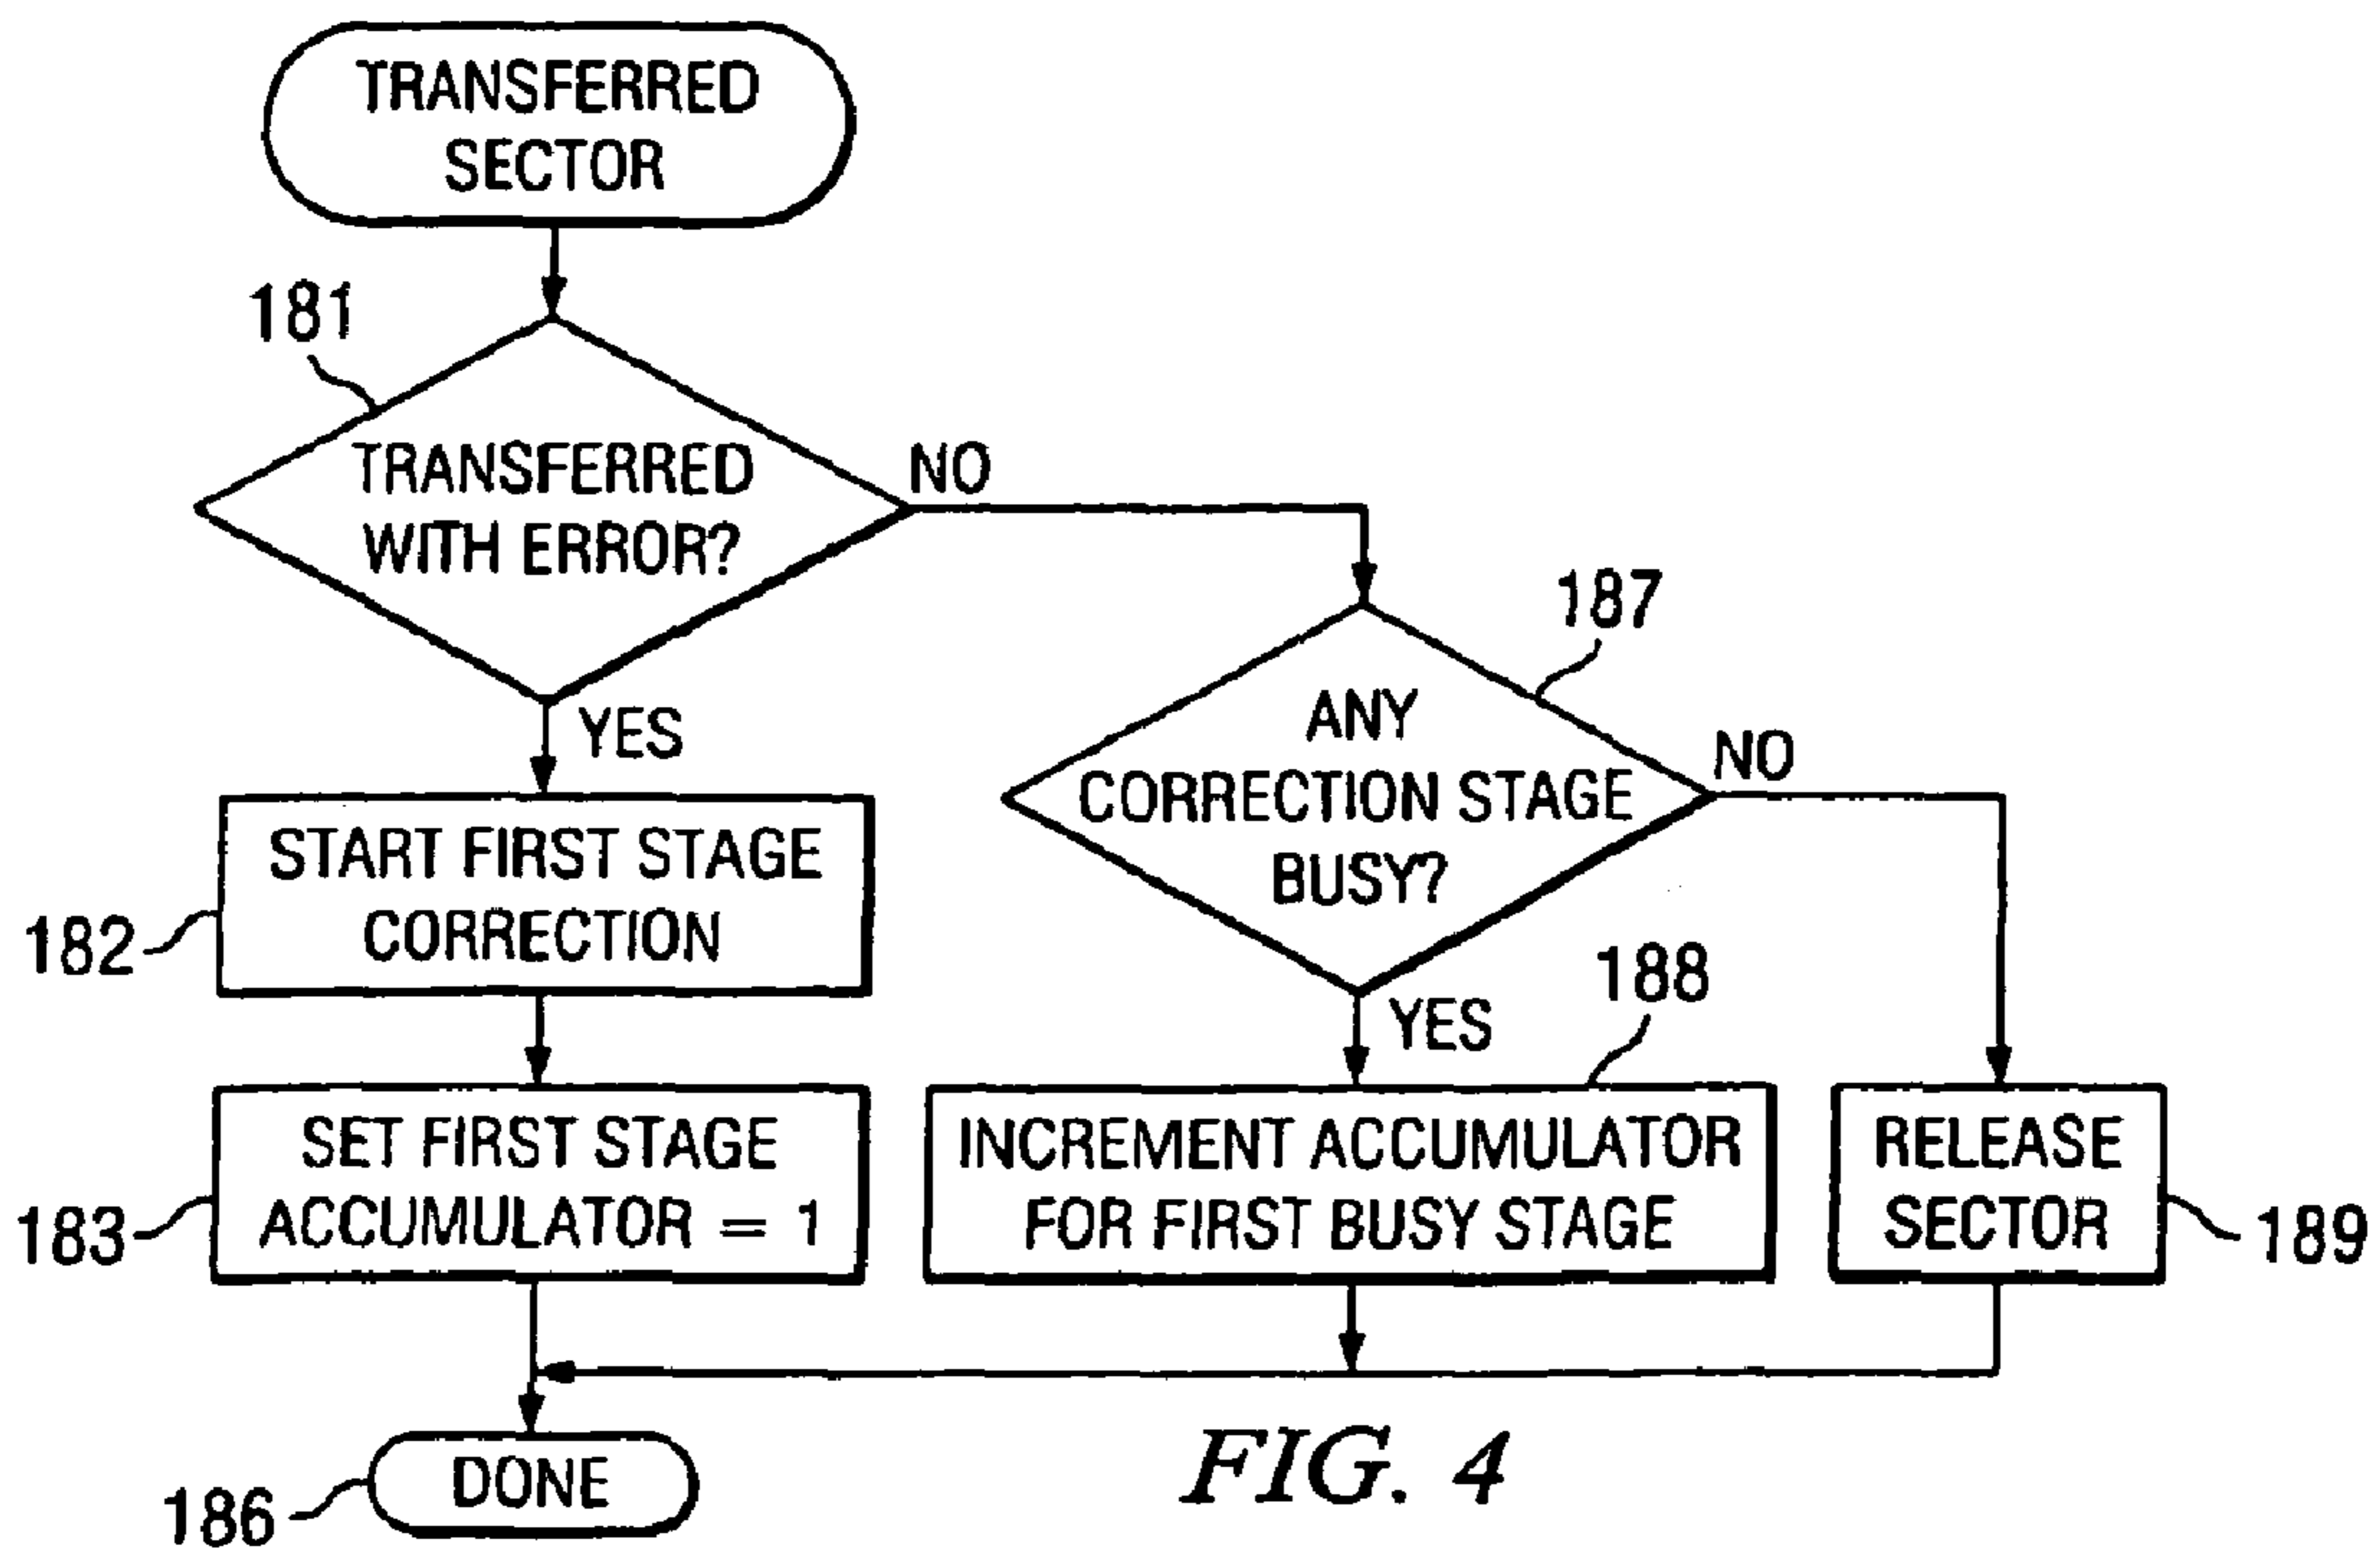 TRANSFERRED
SECTOR
181
TRANSFERRED
WITH ERROR?
NO
YES
187
ANY
CORRECTION STAGE
BUSY?
NO
YES
START FIRST STAGE
CORRECTION
182
188
SET FIRST STAGE
ACCUMULATOR = 1
183
INCREMENT ACCUMULATOR
FOR FIRST BUSY STAGE
RELEASE
SECTOR
189
DONE
186
FIG. 4